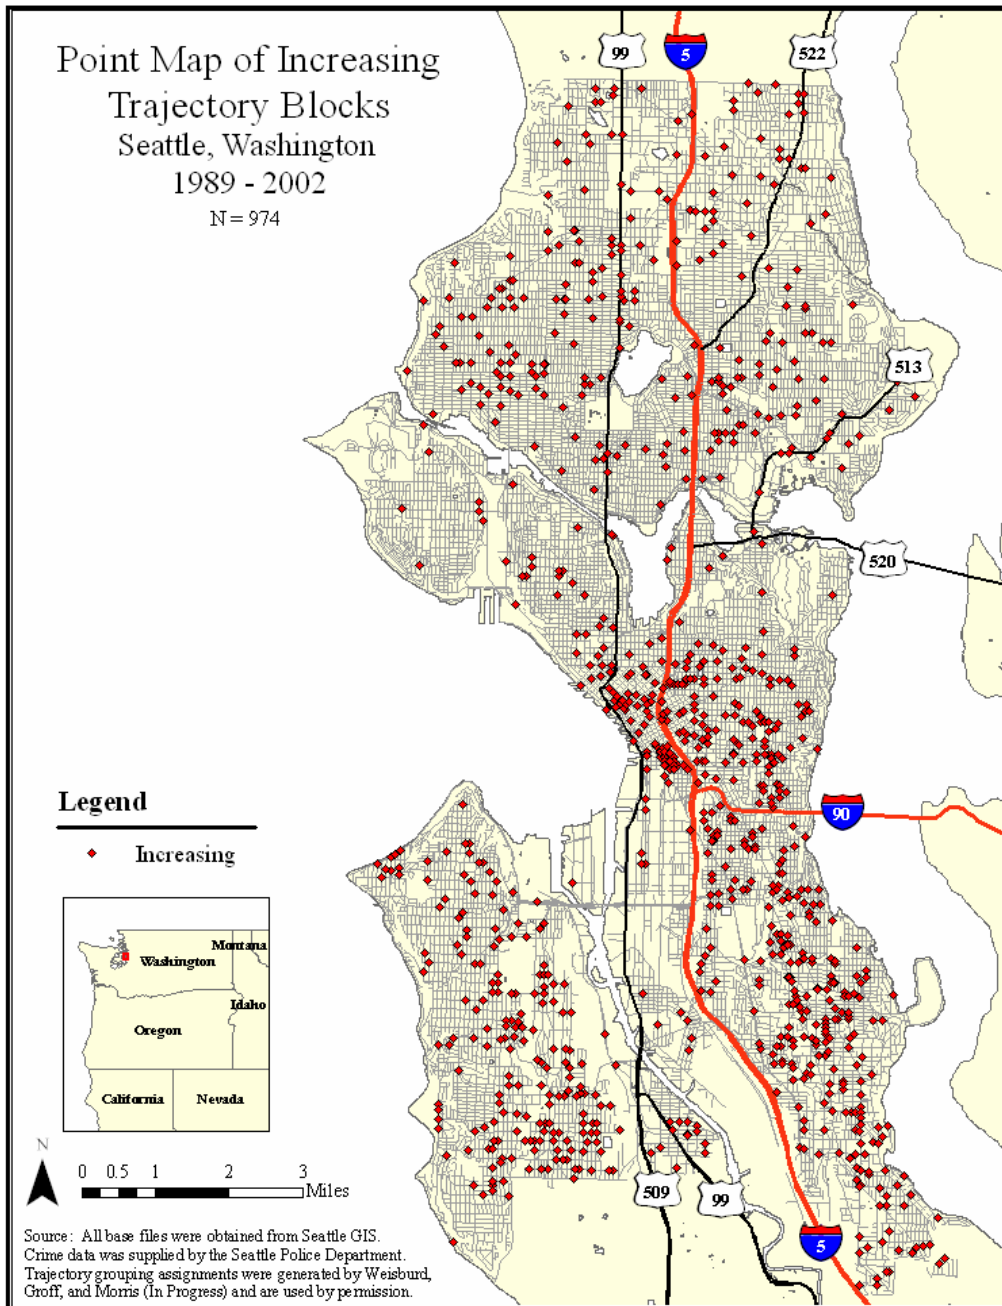 Point Map of Increasing
Trajectory Blocks
Seattle, Washington
1989 - 2002
N = 974
99
5
522
513
520
90
Legend
Increasing
Montana
Washington
Idaho
Oregon
California
Nevada
N
0 0.5 1 2 3
Miles
509
99
5
Source: All base files were obtained from Seattle GIS.
Crime data was supplied by the Seattle Police Department.
Trajectory grouping assignments were generated by Weisburd,
Groff, and Morris (In Progress) and are used by permission.